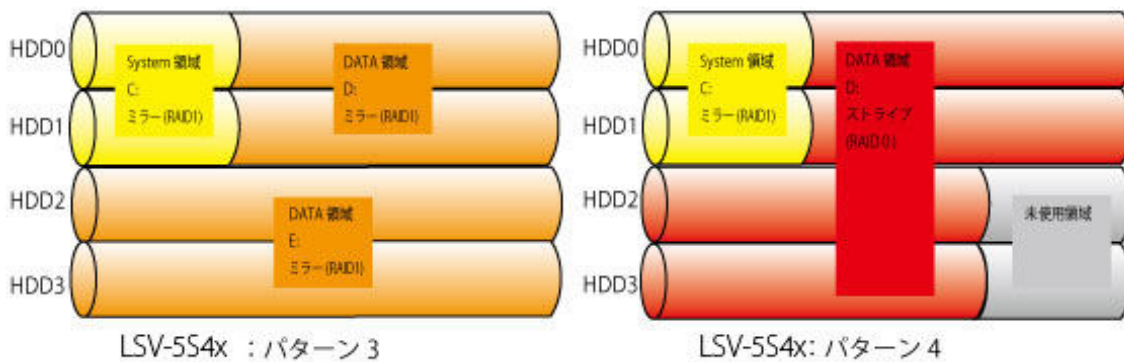 HDD0
HDD1
HDD2
HDD3
System 領域
C:
ミラー(RAID1)
DATA 領域
D:
ミラー(RAID1)
DATA 領域
E:
ミラー(RAID1)
LSV-5S4x :パターン 3
HDD0
HDD1
HDD2
HDD3
System 領域
C:
ミラー(RAID1)
DATA 領域
D:
ストライプ
(RAID0)
未使用領域
LSV-5S4x:パターン 4